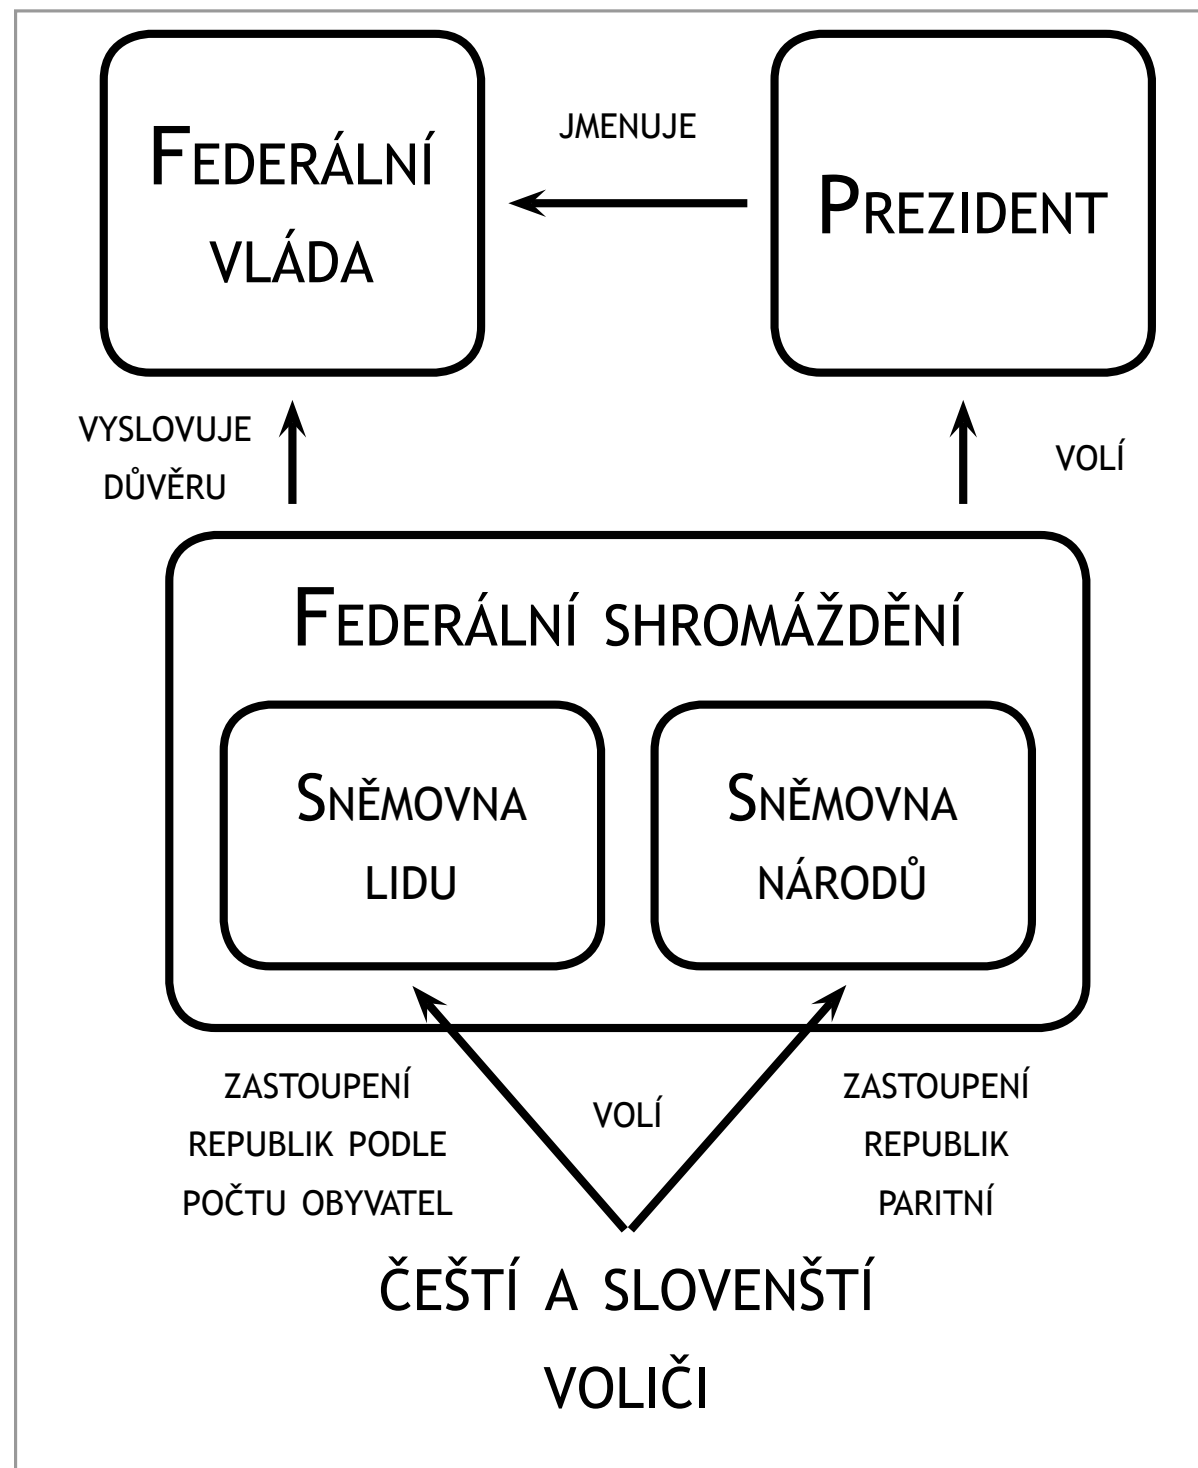 Federální
vláda
jmenuje
Prezident
vyslovuje
důvěru
volí
Federální shromáždění
Sněmovna
lidu
Sněmovna
národů
zastoupení
republik podle
počtu obyvatel
volí
zastoupení
republik
paritní
čeští a slovenští
voliči